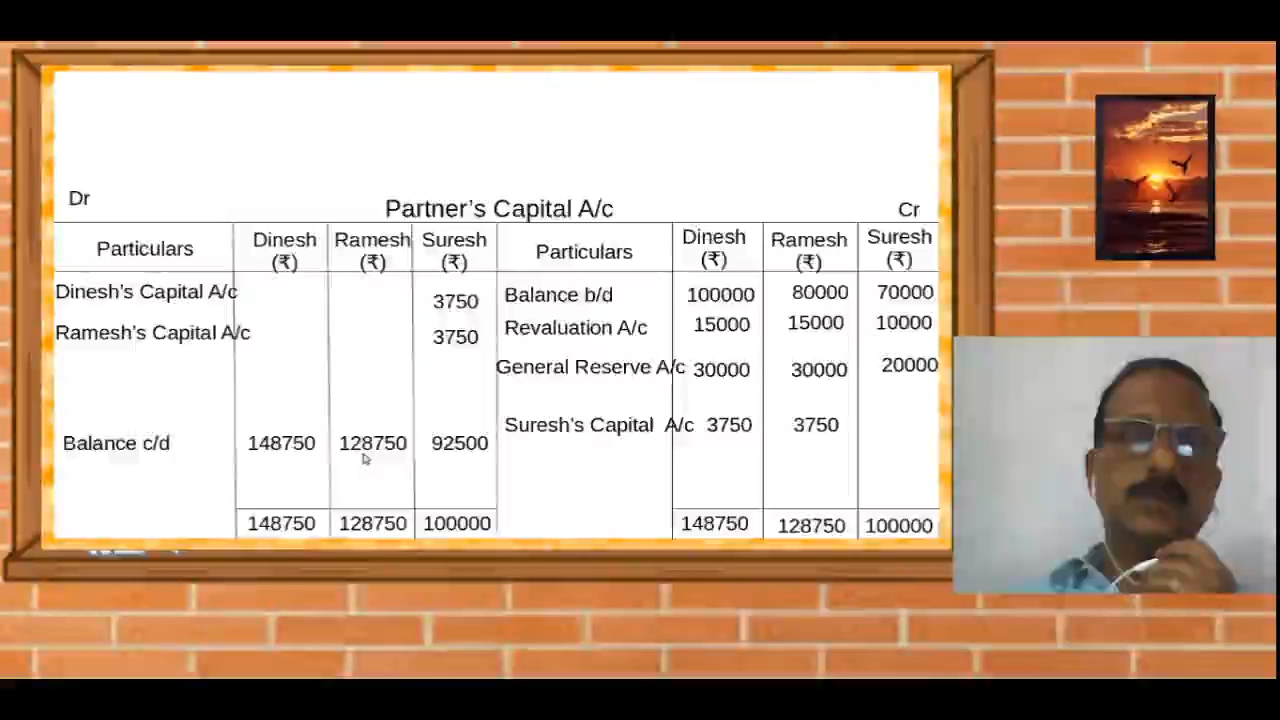 Dr
Partner's Capital A/c
Cr
Particulars Dinesh (₹) Ramesh (₹) Suresh (₹) Particulars Dinesh (₹) Ramesh (₹) Suresh (₹)
Dinesh's Capital A/c 3750 Balance b/d 100000 80000 70000
Ramesh's Capital A/c 3750 Revaluation A/c 15000 15000 10000
General Reserve A/c 30000 30000 20000
Suresh's Capital A/c 3750 3750
Balance c/d 148750 128750 92500
148750 128750 100000 148750 128750 100000